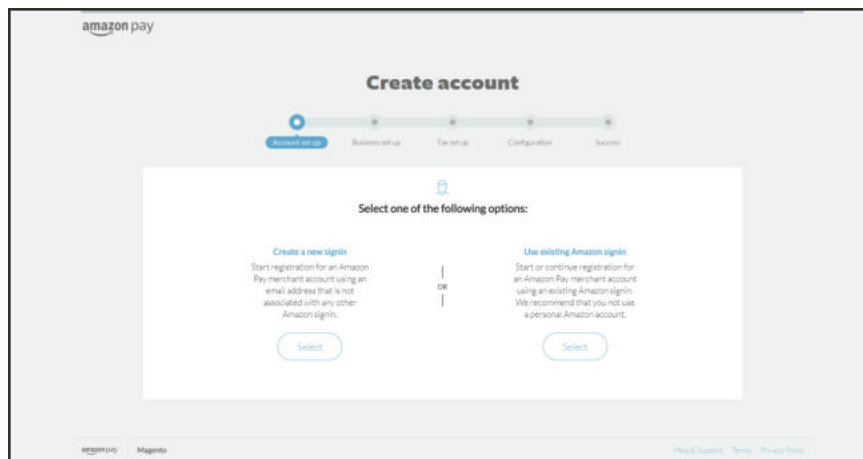 amazon pay
Create account
Account set up
Business set up
Tax set up
Configuration
Success
Select one of the following options:
Create a new signin
Start registration for an Amazon
Pay merchant account using an
email address that is not
associated with any other
Amazon signin.
Select
OR
Use existing Amazon signin
Start or continue registration for
an Amazon Pay merchant account
using an existing Amazon signin.
We recommend that you not use
a personal Amazon account.
Select
amazon pay
Magento
Help & Support Terms Privacy Policy